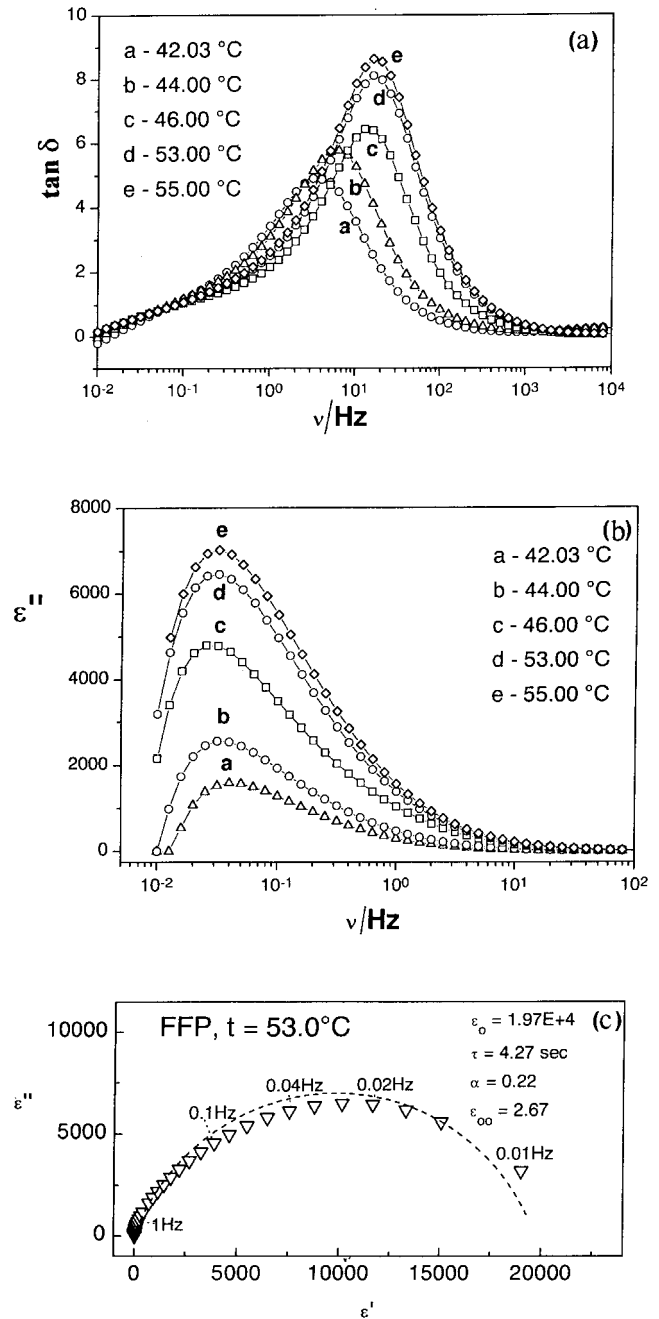 (a)
a - 42.03 °C
b - 44.00 °C
c - 46.00 °C
d - 53.00 °C
e - 55.00 °C
e
d
c
b
a
tan δ
10
8
6
4
2
0
10-2
10-1
100
101
102
103
104
ν/Hz
(b)
a - 42.03 °C
b - 44.00 °C
c - 46.00 °C
d - 53.00 °C
e - 55.00 °C
e
d
c
b
a
ε''
8000
6000
4000
2000
0
10-2
10-1
100
101
102
ν/Hz
(c)
FFP, t = 53.0°C
εo = 1.97E+4
τ = 4.27 sec
α = 0.22
εoo = 2.67
0.04Hz
0.02Hz
0.1Hz
0.01Hz
1Hz
ε''
10000
5000
0
0
5000
10000
15000
20000
ε'